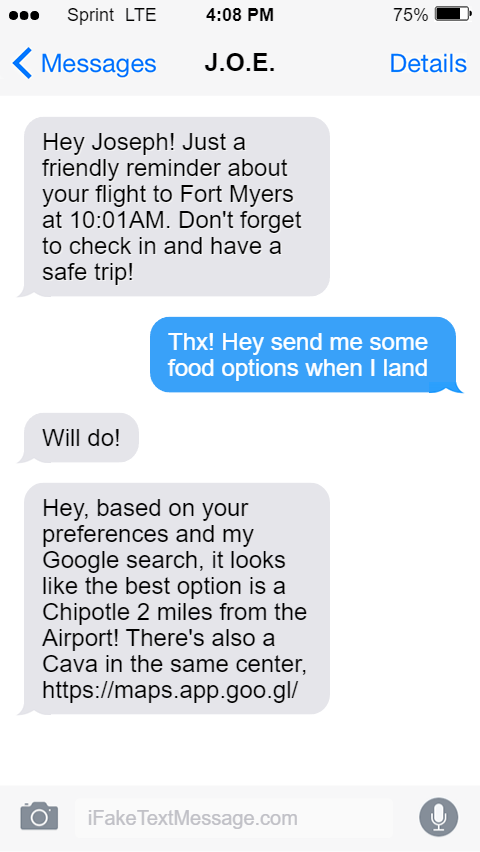 Sprint LTE 4:08 PM 75%
Messages J.O.E. Details
Hey Joseph! Just a
friendly reminder about
your flight to Fort Myers
at 10:01AM. Don't forget
to check in and have a
safe trip!
Thx! Hey send me some
food options when I land
Will do!
Hey, based on your
preferences and my
Google search, it looks
like the best option is a
Chipotle 2 miles from the
Airport! There's also a
Cava in the same center,
https://maps.app.goo.gl/
iFakeTextMessage.com